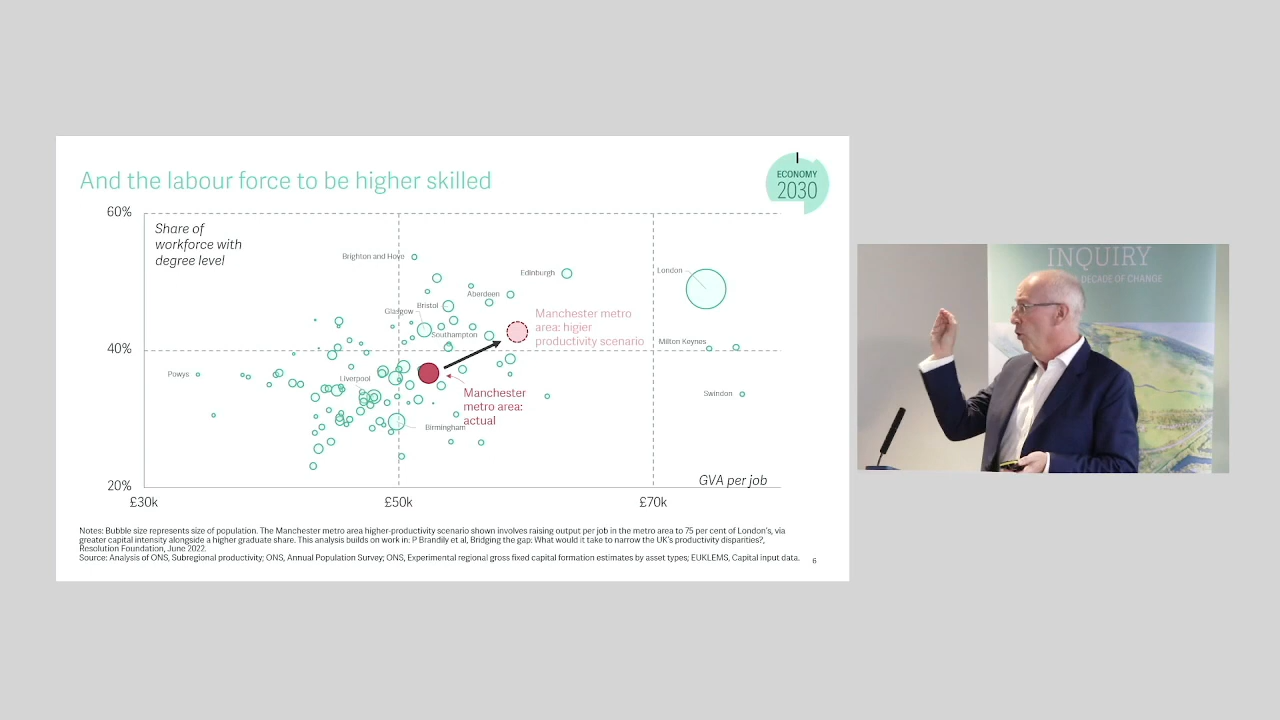 And the labour force to be higher skilled
ECONOMY
2030
60%
Share of
workforce with
degree level
Brighton and Hove
Edinburgh
London
Aberdeen
Bristol
Glasgow
Manchester metro
area: higier
productivity scenario
Southampton
Milton Keynes
40%
Powys
Liverpool
Manchester
metro area:
actual
Swindon
Birmingham
20%
GVA per job
£30k
£50k
£70k
Notes: Bubble size represents size of population. The Manchester metro area higher-productivity scenario shown involves raising output per job in the metro area to 75 per cent of London's, via
greater capital intensity alongside a higher graduate share. This analysis builds on work in: P Brandily et al, Bridging the gap: What would it take to narrow the UK's productivity disparities?,
Resolution Foundation, June 2022.
Source: Analysis of ONS, Subregional productivity; ONS, Annual Population Survey; ONS, Experimental regional gross fixed capital formation estimates by asset types; EUKLEMS, Capital input data.
6
INQUIRY
DECADE OF CHANGE